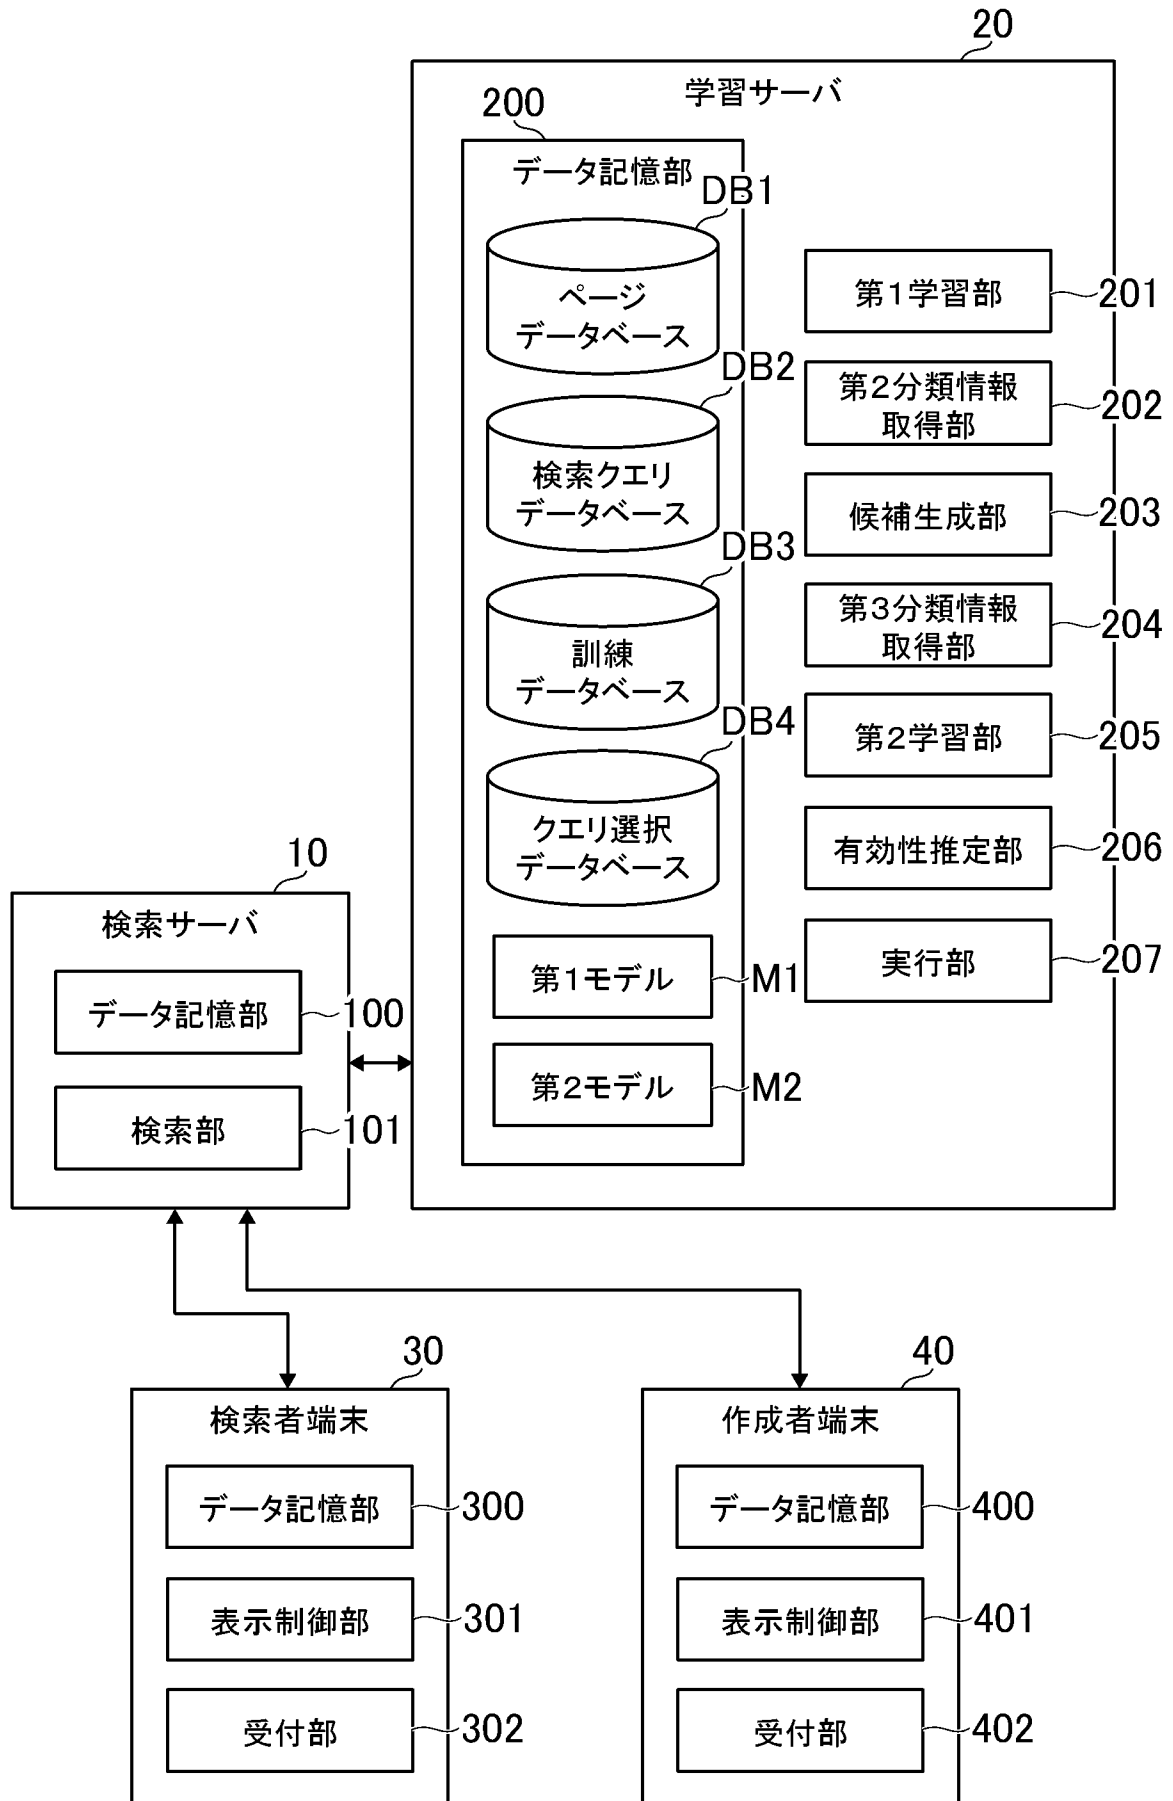 20
学習サーバ
200
データ記憶部
DB1
ページ
データベース
DB2
検索クエリ
データベース
DB3
訓練
データベース
DB4
クエリ選択
データベース
第1モデル
M1
第2モデル
M2
第1学習部
201
第2分類情報
取得部
202
候補生成部
203
第3分類情報
取得部
204
第2学習部
205
有効性推定部
206
実行部
207
10
検索サーバ
データ記憶部
100
検索部
101
30
検索者端末
データ記憶部
300
表示制御部
301
受付部
302
40
作成者端末
データ記憶部
400
表示制御部
401
受付部
402